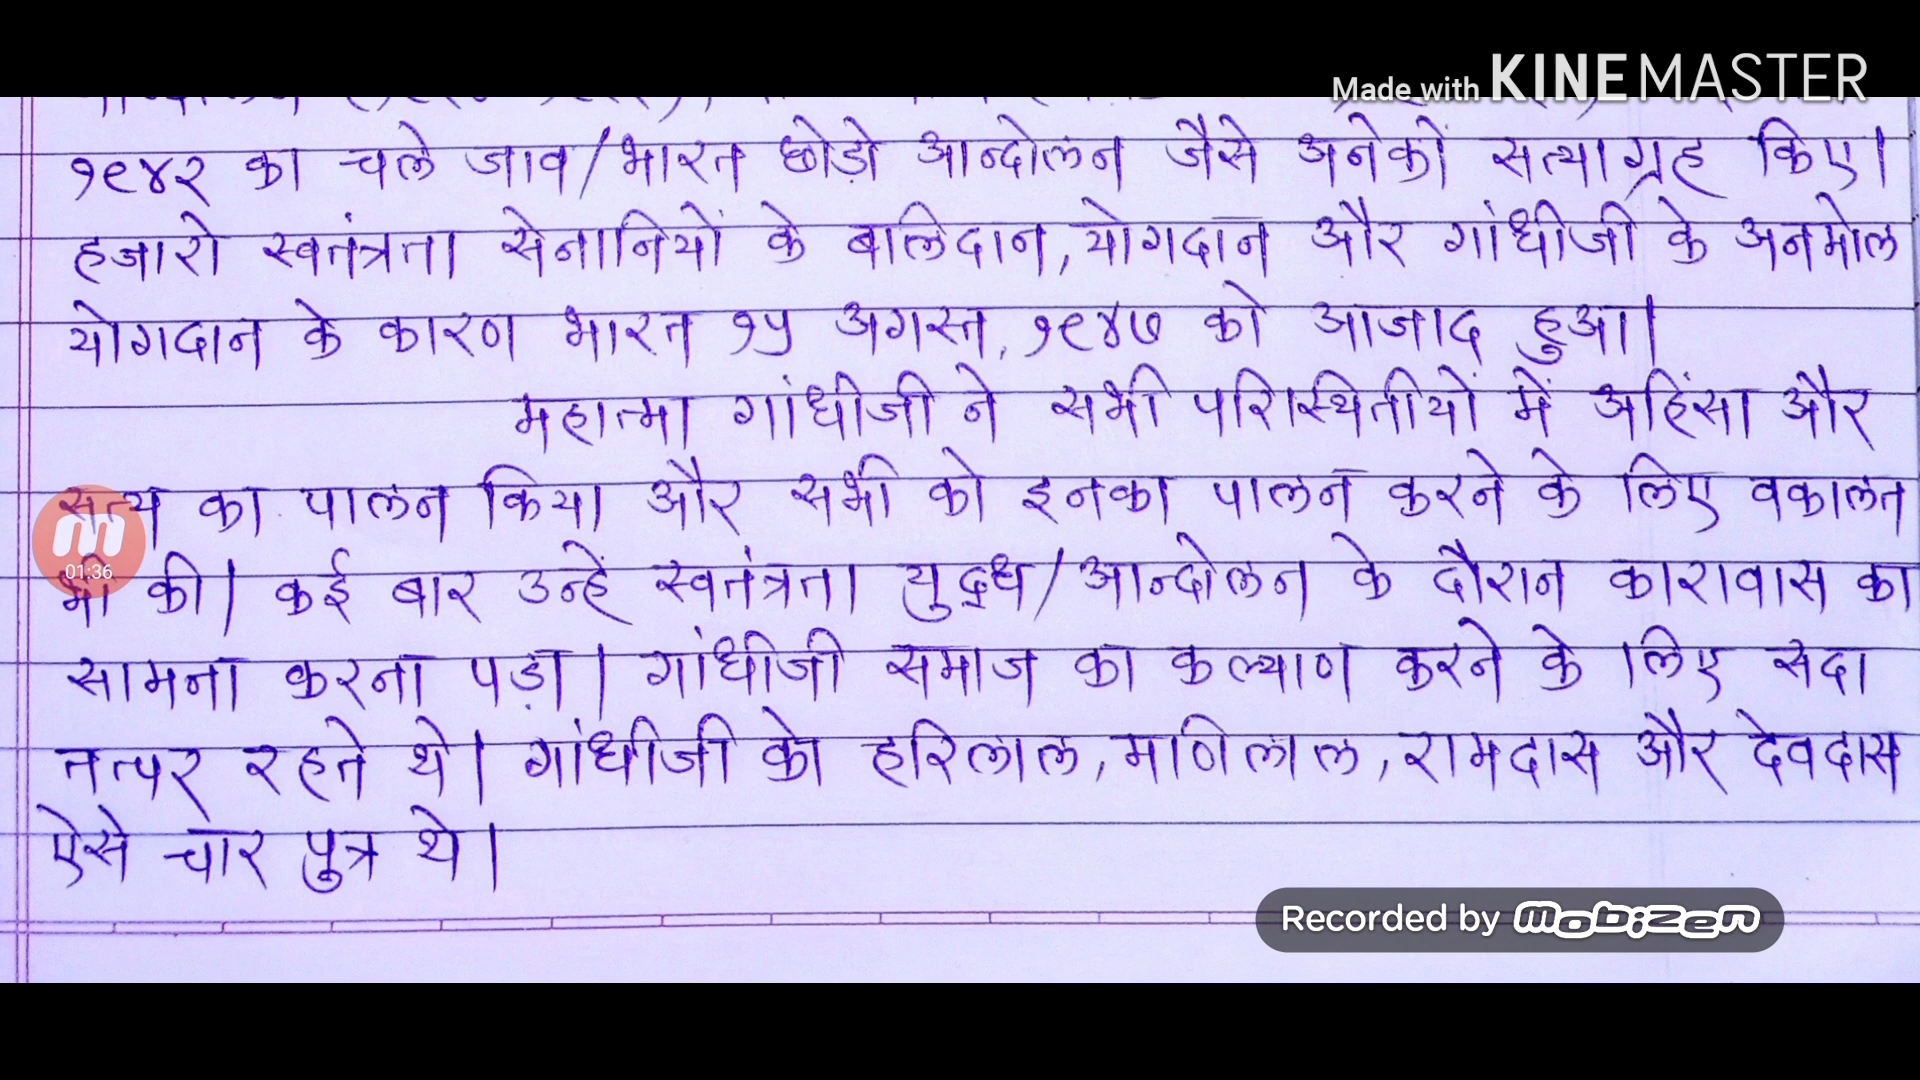 Made with KINEMASTER
१९४२ का चले जाव/भारत छोडो आन्दोलन जैसे अनेको सत्याग्रह किए।
हजारो स्वतंत्रता सेनानियों के बलिदान, योगदान और गांधीजी के अनमोल
योगदान के कारण भारत १५ अगस्त, १९४७ को आजाद हुआ।
महात्मा गांधीजी ने सभी परिस्थितीयों में अहिंसा और
सत्य का पालन किया और सभी को इनका पालन करने के लिए वकालत
भी की। कई बार उन्हें स्वतंत्रता युद्ध/आन्दोलन के दौरान कारावास का
सामना करना पड़ा। गांधीजी समाज का कल्याण करने के लिए सदा
तत्पर रहते थे। गांधीजी को हरिलाल, मणिलाल, रामदास और देवदास
ऐसे चार पुत्र थे।
01:36
Recorded by mobizen